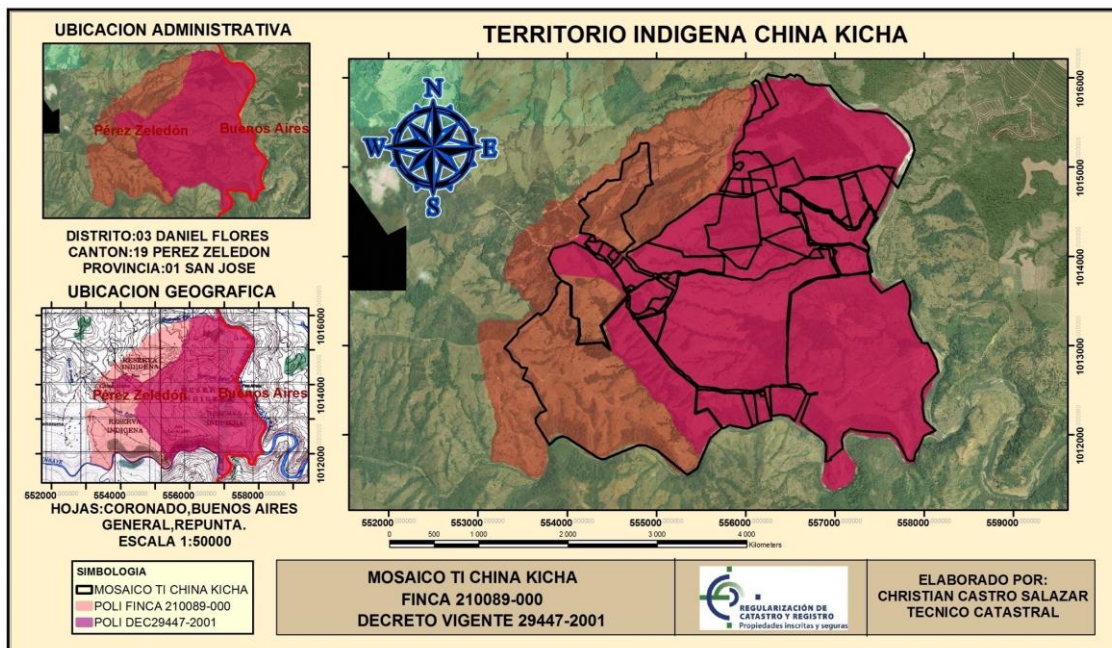 UBICACION ADMINISTRATIVA
Pérez Zeledón
Buenos Aires
DISTRITO:03 DANIEL FLORES
CANTON:19 PEREZ ZELEDON
PROVINCIA:01 SAN JOSE
UBICACION GEOGRAFICA
RESERVA
INDIGENA
Pérez Zeledón
Buenos Aires
RESERVA
INDIGENA
1016000
1014000
1012000
552000
554000
556000
558000
HOJAS:CORONADO,BUENOS AIRES
GENERAL,REPUNTA.
ESCALA 1:50000
SIMBOLOGIA
MOSAICO TI CHINA KICHA
POLI FINCA 210089-000
POLI DEC29447-2001
TERRITORIO INDIGENA CHINA KICHA
N
W
E
S
1016000
1015000
1014000
1013000
1012000
552000
553000
554000
555000
556000
557000
558000
559000
0 500 1 000 2 000 3 000 4 000
Kilometers
MOSAICO TI CHINA KICHA
FINCA 210089-000
DECRETO VIGENTE 29447-2001
REGULARIZACIÓN DE
CATASTRO Y REGISTRO
Propiedades inscritas y seguras
ELABORADO POR:
CHRISTIAN CASTRO SALAZAR
TECNICO CATASTRAL